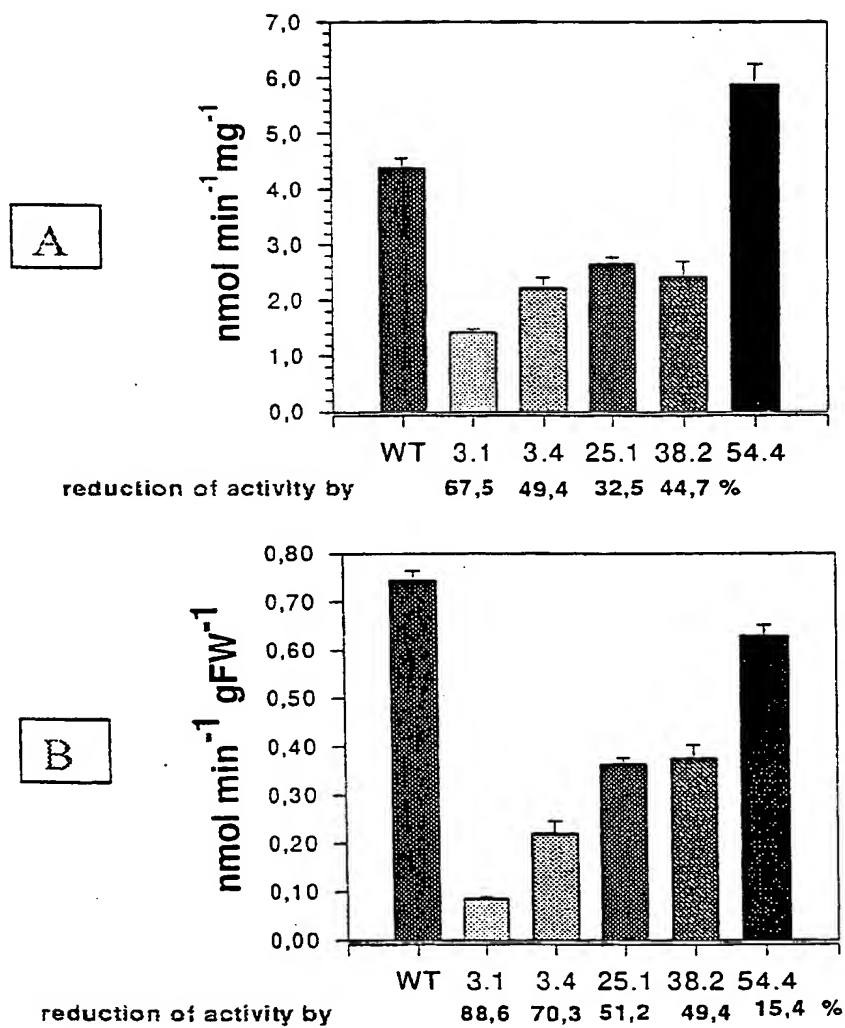 7,0
6,0
5,0
4,0
3,0
2,0
1,0
0,0
nmol min⁻¹mg⁻¹
A
WT 3.1 3.4 25.1 38.2 54.4
reduction of activity by 67,5 49,4 32,5 44,7 %
0,80
0,70
0,60
0,50
0,40
0,30
0,20
0,10
0,00
nmol min⁻¹ gFW⁻¹
B
WT 3.1 3.4 25.1 38.2 54.4
reduction of activity by 88,6 70,3 51,2 49,4 15,4 %